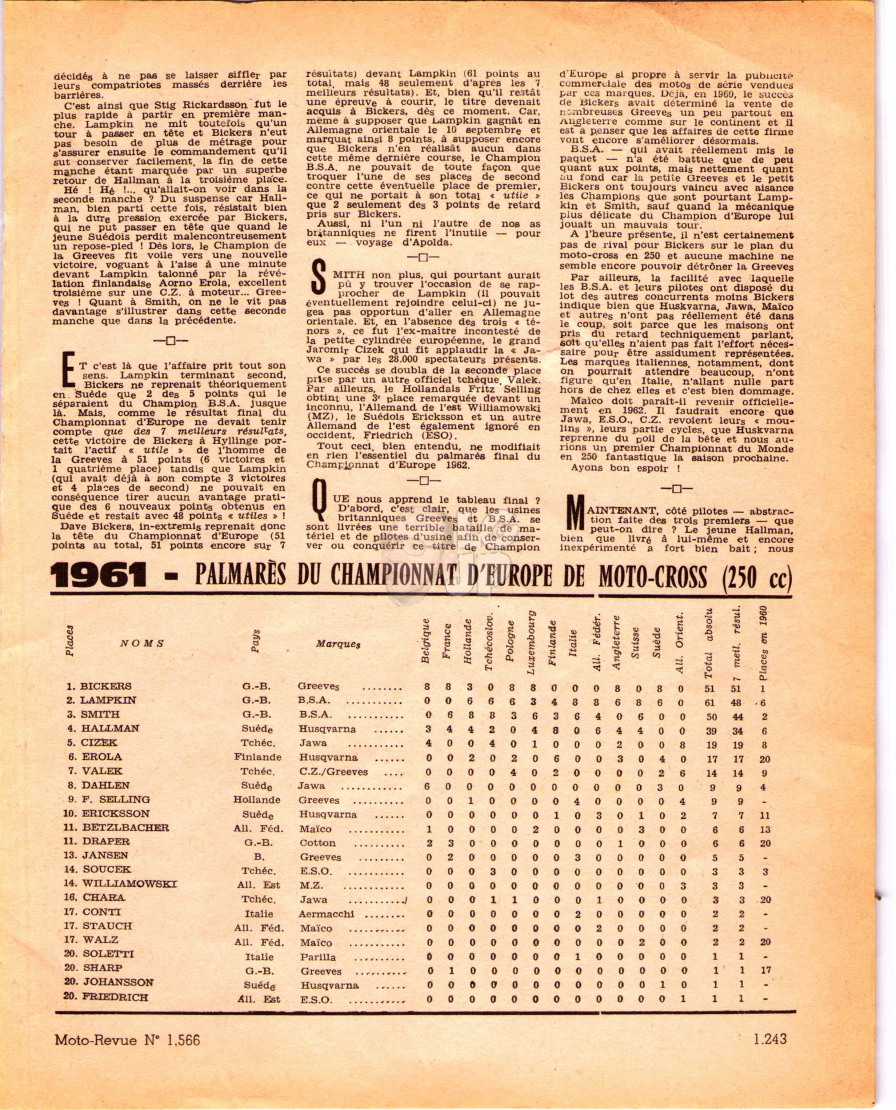 décidés à ne pas se laisser siffler par
leurs compatriotes massés derrière les
barrières.
C'est ainsi que Stig Rickardsson fut le
plus rapide à partir en première man-
che. Lampkin ne mit toutefois qu'un
tour à passer en tête et Bickers n'eut
pas besoin de plus de métrage pour
s'assurer ensuite le commandement qu'il
sut conserver facilement, la fin de cette
manche étant marquée par un superbe
retour de Hallman à la troisième place.
Hé ! Hé !... qu'allait-on voir dans la
seconde manche ? Du suspense car Hall-
man, bien parti cette fois, résistait bien
à la dure pression exercée par Bickers,
qui ne put passer en tête que quand le
jeune Suédois perdit malencontreusement
un repose-pied ! Dès lors, le Champion de
la Greeves fit voile vers une nouvelle
victoire, voguant à l'aise à une minute
devant Lampkin talonné par la révé-
lation finlandaise Aorno Erola, excellent
troisième sur une C.Z. à moteur... Gree-
ves ! Quant à Smith, on ne le vit pas
davantage s'illustrer dans cette seconde
manche que dans la précédente.
ET c'est là que l'affaire prit tout son
sens. Lampkin terminant second,
Bickers ne reprenait théoriquement
en Suède que 2 des 5 points qui le
séparaient du Champion B.S.A. jusque
là. Mais, comme le résultat final du
Championnat d'Europe ne devait tenir
compte que des 7 meilleurs résultats,
cette victoire de Bickers à Hyllinge por-
tait l'actif « utile » de l'homme de
la Greeves à 51 points (6 victoires et
1 quatrième place) tandis que Lampkin
(qui avait déjà à son compte 3 victoires
et 4 places de second) ne pouvait en
conséquence tirer aucun avantage prati-
que des 6 nouveaux points obtenus en
Suède et restait avec 48 points « utiles » !
Dave Bickers, in-extremis reprenait donc
la tête du Championnat d'Europe (51
points au total, 51 points encore sur 7
résultats) devant Lampkin (61 points au
total, mais 48 seulement d'après les 7
meilleurs résultats). Et, bien qu'il restât
une épreuve à courir, le titre devenait
acquis à Bickers, dès ce moment. Car,
même à supposer que Lampkin gagnât en
Allemagne orientale le 10 septembre et
marquât ainsi 8 points, à supposer encore
que Bickers n'en réalisât aucun dans
cette même dernière course, le Champion
B.S.A. ne pouvait de toute façon que
troquer l'une de ses places de second
contre cette éventuelle place de premier,
ce qui ne portait à son total « utile »
que 2 seulement des 3 points de retard
pris sur Bickers.
Aussi, ni l'un ni l'autre de nos as
britanniques ne firent l'inutile — pour
eux — voyage d'Apolda.
SMITH non plus, qui pourtant aurait
pû y trouver l'occasion de se rap-
procher de Lampkin (il pouvait
éventuellement rejoindre celui-ci) ne ju-
gea pas opportun d'aller en Allemagne
orientale. Et, en l'absence des trois « té-
nors », ce fut l'ex-maître incontesté de
la petite cylindrée européenne, le grand
Jaromir Cizek qui fit applaudir la « Ja-
wa » par les 28.000 spectateurs présents.
Ce succès se doubla de la seconde place
prise par un autre officiel tchèque, Valek.
Par ailleurs, le Hollandais Fritz Selling
obtint une 3e place remarquée devant un
inconnu, l'Allemand de l'est Williamowski
(MZ), le Suédois Ericksson et un autre
Allemand de l'est également ignoré en
occident, Friedrich (ESO).
Tout ceci, bien entendu, ne modifiait
en rien l'essentiel du palmarès final du
Championnat d'Europe 1962.
QUE nous apprend le tableau final ?
D'abord, c'est clair, que les usines
britanniques Greeves et B.S.A. se
sont livrées une terrible bataille de ma-
tériel et de pilotes d'usine afin de conser-
ver ou conquérir ce titre de Champion
d'Europe si propre à servir la publicité
commerciale des motos de série vendues
par ces marques. Déjà, en 1960, le succès
de Bickers avait déterminé la vente de
nombreuses Greeves un peu partout en
Angleterre comme sur le continent et il
est à penser que les affaires de cette firme
vont encore s'améliorer désormais.
B.S.A. — qui avait réellement mis le
paquet — n'a été battue que de peu
quant aux points, mais nettement quant
au fond car la petite Greeves et le petit
Bickers ont toujours vaincu avec aisance
les Champions que sont pourtant Lamp-
kin et Smith, sauf quand la mécanique
plus délicate du Champion d'Europe lui
jouait un mauvais tour.
A l'heure présente, il n'est certainement
pas de rival pour Bickers sur le plan du
moto-cross en 250 et aucune machine ne
semble encore pouvoir détrôner la Greeves
Par ailleurs, la facilité avec laquelle
les B.S.A. et leurs pilotes ont disposé du
lot des autres concurrents moins Bickers
indique bien que Huskvarna, Jawa, Maïco
et autres n'ont pas réellement été dans
le coup, soit parce que les maisons ont
pris du retard techniquement parlant,
soit qu'elles n'aient pas fait l'effort néces-
saire pour être assidument représentées.
Les marques italiennes, notamment, dont
on pourrait attendre beaucoup, n'ont
figuré qu'en Italie, n'allant nulle part
hors de chez elles et c'est bien dommage.
Maïco doit paraît-il revenir officielle-
ment en 1962. Il faudrait encore que
Jawa, E.S.O., C.Z. revolent leurs « mou-
lins », leurs partie cycle, que Huskvarna
reprenne du poil de la bête et nous au-
rions un premier Championnat du Monde
en 250 fantastique la saison prochaine.
Ayons bon espoir !
MAINTENANT, côté pilotes — abstrac-
tion faite des trois premiers — que
peut-on dire ? Le jeune Hallman,
bien que livré à lui-même et encore
inexpérimenté a fort bien bait ; nous
1961 - PALMARÈS DU CHAMPIONNAT D'EUROPE DE MOTO-CROSS (250 cc)
Places NOMS Pays Marques Belgique France Hollande Tchécoslov. Pologne Luxembourg Finlande Italie All. Fédér. Angleterre Suisse Suède All. Orient. Total absolu 7 meil. résul. Places en 1960
1. BICKERS G.-B. Greeves ........ 8 8 3 0 8 8 0 0 0 8 0 8 0 51 51 1
2. LAMPKIN G.-B. B.S.A. ........... 0 0 6 6 6 3 4 8 8 6 8 6 0 61 48 6
3. SMITH G.-B. B.S.A. ........... 0 6 8 8 3 6 3 6 4 0 6 0 0 50 44 2
4. HALLMAN Suède Husqvarna ...... 3 4 4 2 0 4 8 0 6 4 4 0 0 39 34 6
5. CIZEK Tchéc. Jawa ............ 4 0 0 4 0 1 0 0 0 2 0 0 8 19 19 8
6. EROLA Finlande Husqvarna ...... 0 0 2 0 2 0 6 0 0 3 0 4 0 17 17 20
7. VALEK Tchéc. C.Z./Greeves .... 0 0 0 0 4 0 2 0 0 0 0 2 6 14 14 9
8. DAHLEN Suède Jawa ............ 6 0 0 0 0 0 0 0 0 0 0 3 0 9 9 4
9. F. SELLING Hollande Greeves ......... 0 0 1 0 0 0 0 4 0 0 0 0 4 9 9 -
10. ERICKSSON Suède Husqvarna ...... 0 0 0 0 0 0 1 0 3 0 1 0 2 7 7 11
11. BETZLBACHER All. Féd. Maïco ........... 1 0 0 0 0 2 0 0 0 0 3 0 0 6 6 13
11. DRAPER G.-B. Cotton .......... 2 3 0 0 0 0 0 0 0 1 0 0 0 6 6 20
13. JANSEN B. Greeves ......... 0 2 0 0 0 0 0 3 0 0 0 0 0 5 5 -
14. SOUCEK Tchéc. E.S.O. ........... 0 0 0 3 0 0 0 0 0 0 0 0 0 3 3 3
14. WILLIAMOWSKI All. Est M.Z. ............ 0 0 0 0 0 0 0 0 0 0 0 0 3 3 3 -
16. CHARA Tchéc. Jawa ............ 0 0 0 1 1 0 0 0 1 0 0 0 0 3 3 20
17. CONTI Italie Aermacchi ....... 0 0 0 0 0 0 0 2 0 0 0 0 0 2 2 -
17. STAUCH All. Féd. Maïco ........... 0 0 0 0 0 0 0 0 2 0 0 0 0 2 2 -
17. WALZ All. Féd. Maïco ........... 0 0 0 0 0 0 0 0 0 0 2 0 0 2 2 20
20. SOLETTI Italie Parilla .......... 0 0 0 0 0 0 0 1 0 0 0 0 0 1 1 -
20. SHARP G.-B. Greeves ......... 0 1 0 0 0 0 0 0 0 0 0 0 0 1 1 17
20. JOHANSSON Suède Husqvarna ...... 0 0 0 0 0 0 0 0 0 0 0 1 0 1 1 -
20. FRIEDRICH All. Est E.S.O. ........... 0 0 0 0 0 0 0 0 0 0 0 0 1 1 1 -
Moto-Revue N° 1.566 1.243